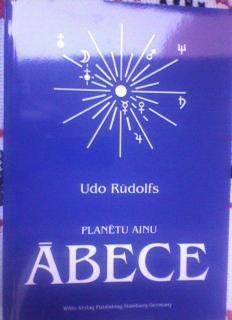 Udo Rūdolfs
PLANĒTU AINU
ĀBECE
Witte Verlag Publishing Hamburg Germany